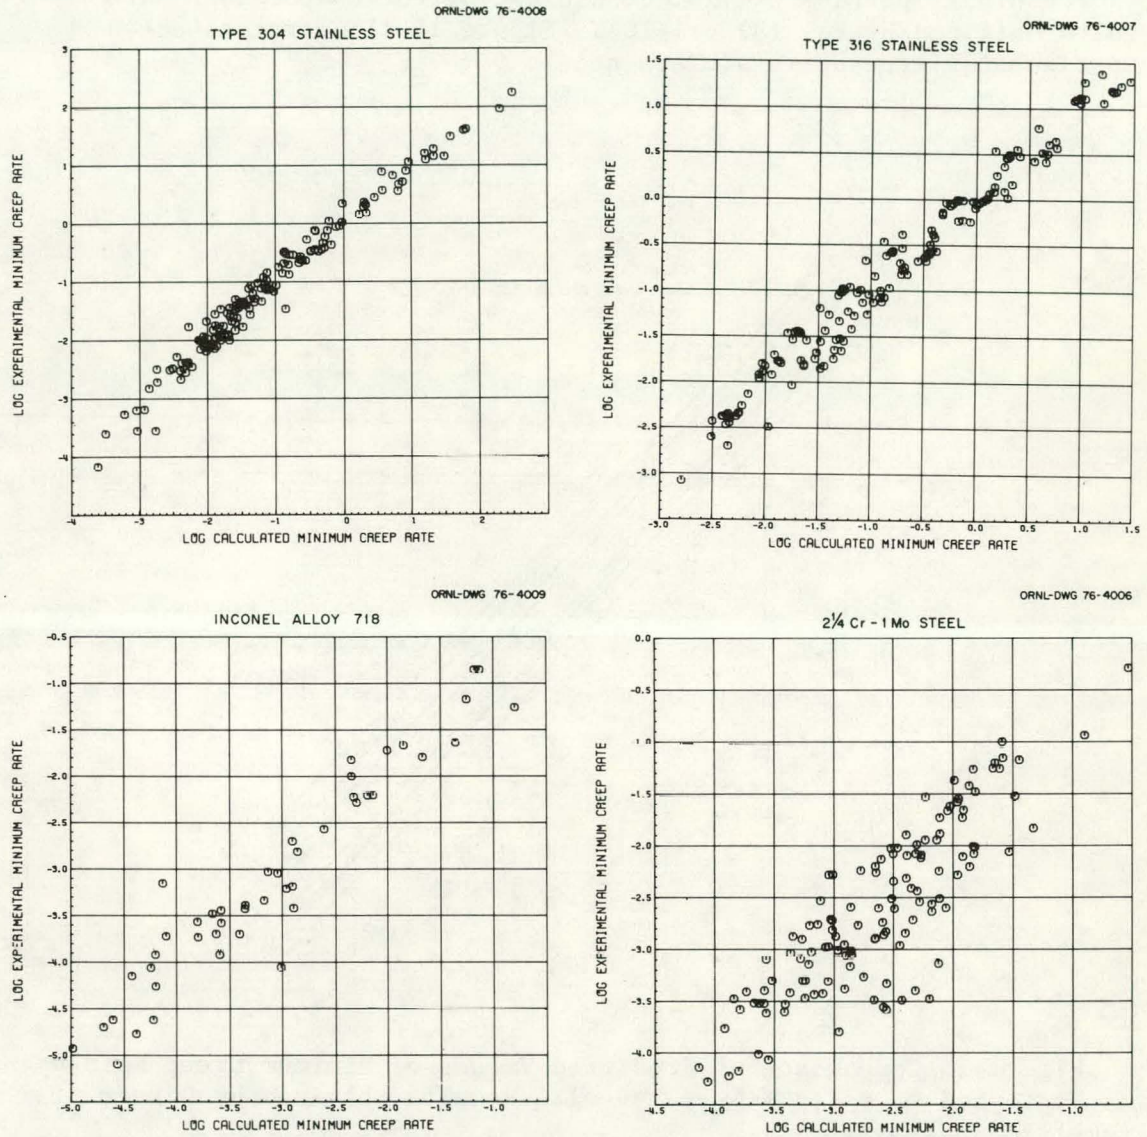 ORNL-DWG 76-4008
TYPE 304 STAINLESS STEEL
LOG EXPERIMENTAL MINIMUM CREEP RATE
3
2
1
0
-1
-2
-3
-4
-4 -3 -2 -1 0 1 2
LOG CALCULATED MINIMUM CREEP RATE
ORNL-DWG 76-4007
TYPE 316 STAINLESS STEEL
LOG EXPERIMENTAL MINIMUM CREEP RATE
1.5
1.0
0.5
0.0
-0.5
-1.0
-1.5
-2.0
-2.5
-3.0
-3.0 -2.5 -2.0 -1.5 -1.0 -0.5 0.0 0.5 1.0 1.5
LOG CALCULATED MINIMUM CREEP RATE
ORNL-DWG 76-4009
INCONEL ALLOY 718
LOG EXPERIMENTAL MINIMUM CREEP RATE
-0.5
-1.0
-1.5
-2.0
-2.5
-3.0
-3.5
-4.0
-4.5
-5.0
-5.0 -4.5 -4.0 -3.5 -3.0 -2.5 -2.0 -1.5 -1.0
LOG CALCULATED MINIMUM CREEP RATE
ORNL-DWG 76-4006
2¼ Cr-1 Mo STEEL
LOG EXPERIMENTAL MINIMUM CREEP RATE
0.0
-0.5
-1.0
-1.5
-2.0
-2.5
-3.0
-3.5
-4.0
-4.5 -4.0 -3.5 -3.0 -2.5 -2.0 -1.5 -1.0 -0.5
LOG CALCULATED MINIMUM CREEP RATE